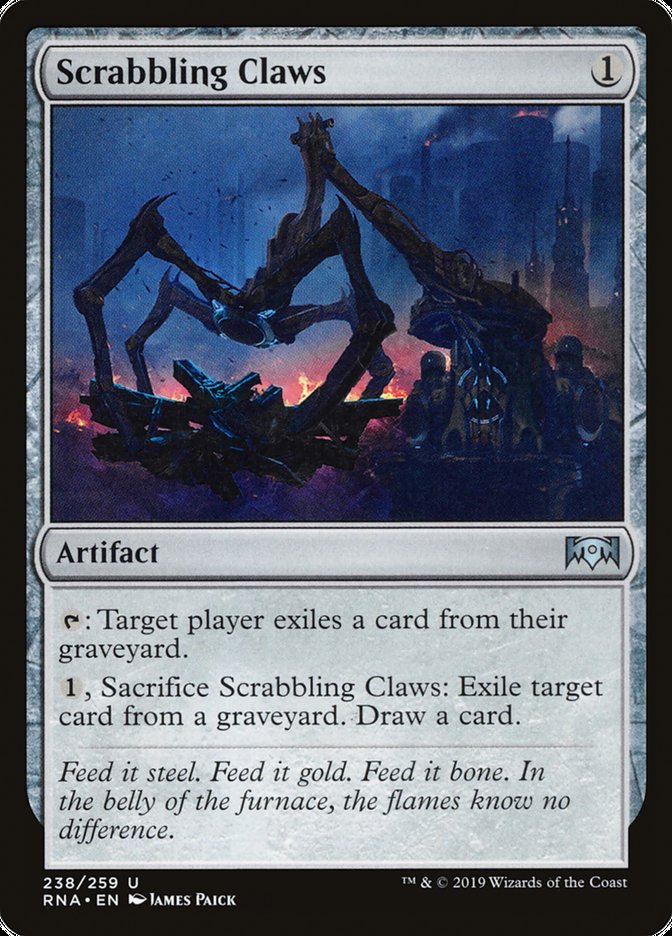 Scrabbling Claws 1
Artifact
: Target player exiles a card from their
graveyard.
1, Sacrifice Scrabbling Claws: Exile target
card from a graveyard. Draw a card.
Feed it steel. Feed it gold. Feed it bone. In
the belly of the furnace, the flames know no
difference.
238/259 U
RNA • EN James Paick
™ & © 2019 Wizards of the Coast